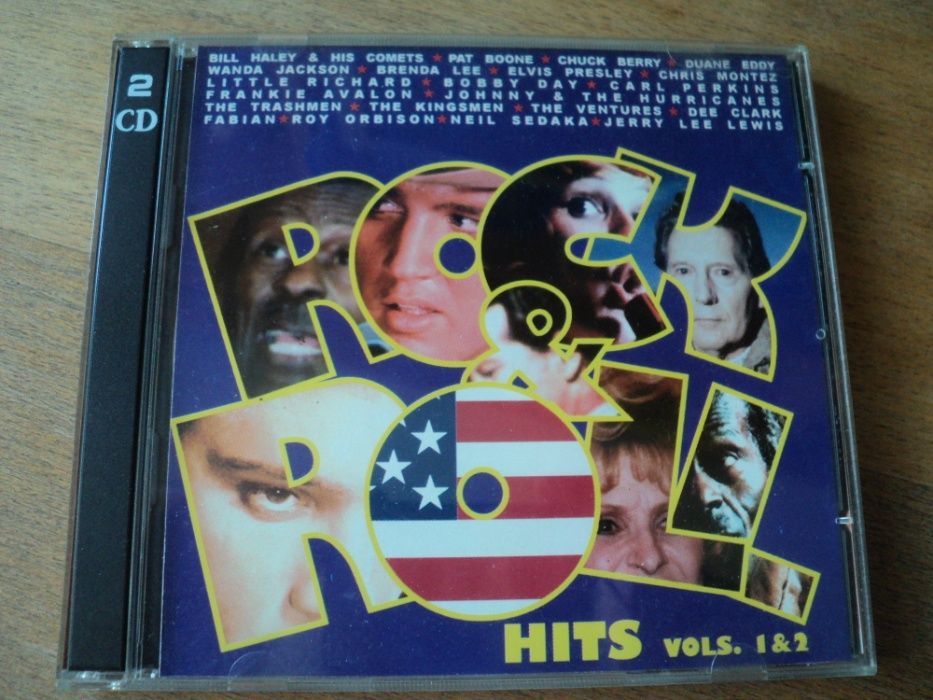 2
CD
BILL HALEY & HIS COMETS ★ PAT BOONE ★ CHUCK BERRY ★ DUANE EDDY
WANDA JACKSON ★ BRENDA LEE ★ ELVIS PRESLEY ★ CHRIS MONTEZ
LITTLE RICHARD ★ BOBBY DAY ★ CARL PERKINS
FRANKIE AVALON ★ JOHNNY & THE HURRICANES
THE TRASHMEN ★ THE KINGSMEN ★ THE VENTURES ★ DEE CLARK
FABIAN ★ ROY ORBISON ★ NEIL SEDAKA ★ JERRY LEE LEWIS
ROCK
&
ROLL!
HITS VOLS. 1&2